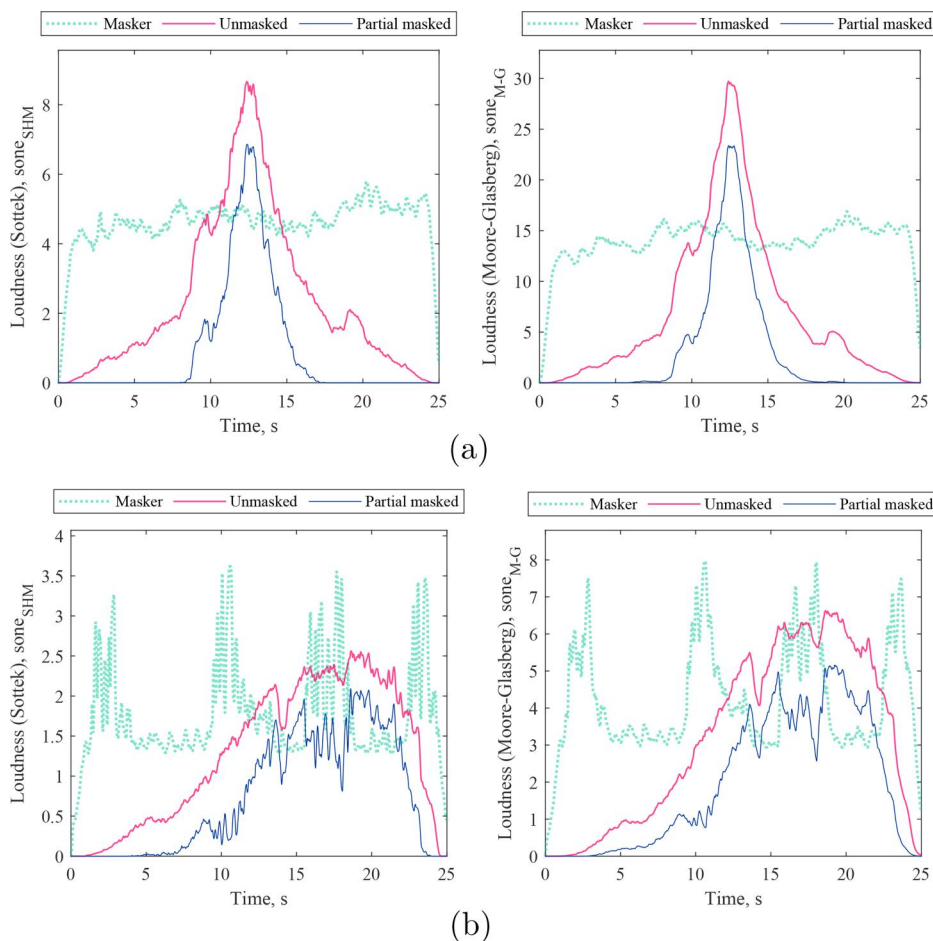 Masker Unmasked Partial masked
Masker Unmasked Partial masked
Loudness (Sottek), sone_SHM
8
6
4
2
0
0 5 10 15 20 25
Time, s
Loudness (Moore-Glasberg), sone_M-G
30
25
20
15
10
5
0
0 5 10 15 20 25
Time, s
(a)
Masker Unmasked Partial masked
Masker Unmasked Partial masked
Loudness (Sottek), sone_SHM
4
3.5
3
2.5
2
1.5
1
0.5
0
0 5 10 15 20 25
Time, s
Loudness (Moore-Glasberg), sone_M-G
8
7
6
5
4
3
2
1
0
0 5 10 15 20 25
Time, s
(b)